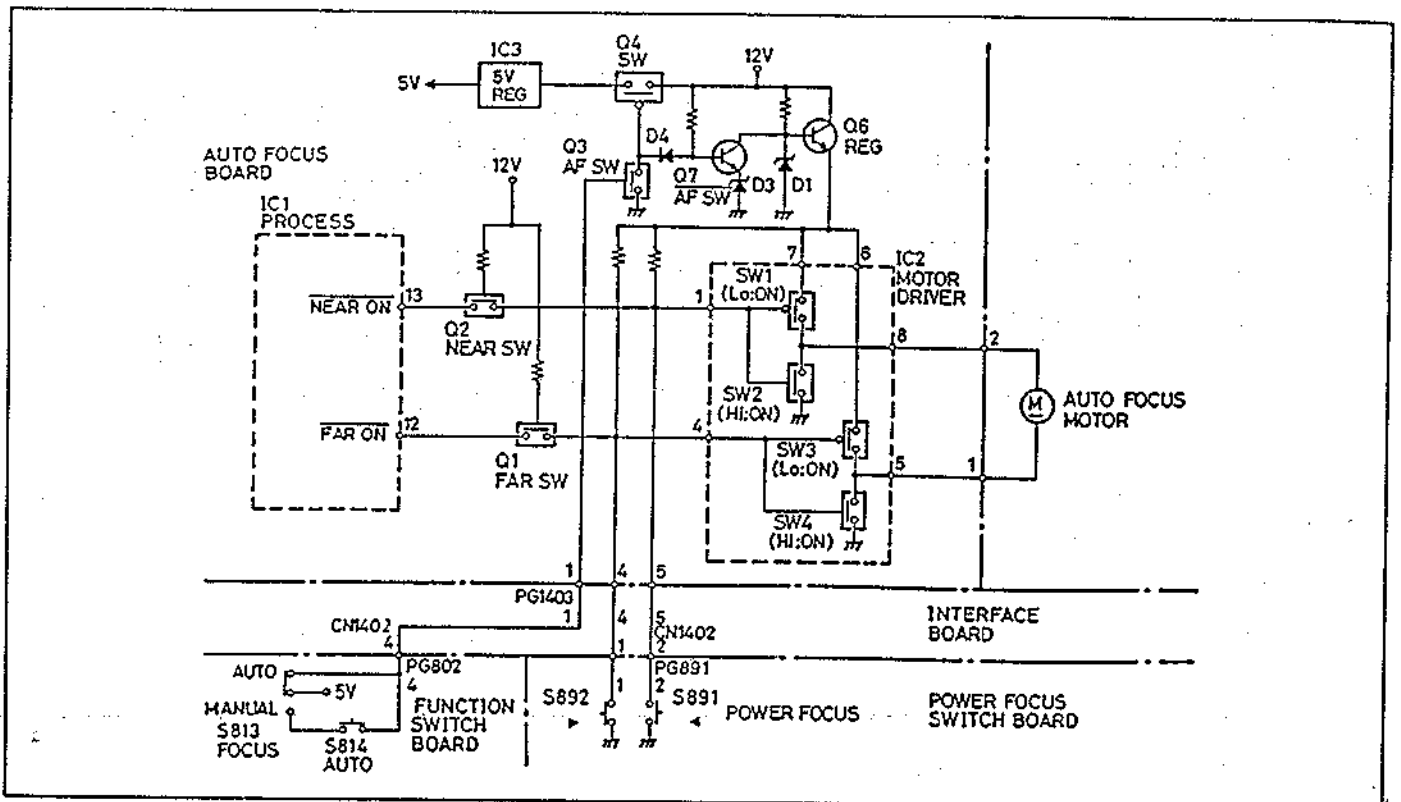 IC3
5V
5V
REG
Q4
SW
12V
Q6
REG
AUTO FOCUS
BOARD
Q3
AF SW
D4
Q7
AF SW
D3
D1
12V
IC1
PROCESS
NEAR ON
13
Q2
NEAR SW
FAR ON
12
Q1
FAR SW
7
6
IC2
MOTOR
DRIVER
1
SW1
(Lo:ON)
8
2
SW2
(HI:ON)
M
AUTO FOCUS
MOTOR
4
SW3
(Lo:ON)
5
1
SW4
(HI:ON)
1
4
5
PG1403
INTERFACE
BOARD
CN1402
1
4
5
CN1402
4
1
2
PG802
PG891
AUTO
5V
4
MANUAL
S813
FOCUS
S814
AUTO
FUNCTION
SWITCH
BOARD
S892
1
2
S891
POWER FOCUS
POWER FOCUS
SWITCH BOARD